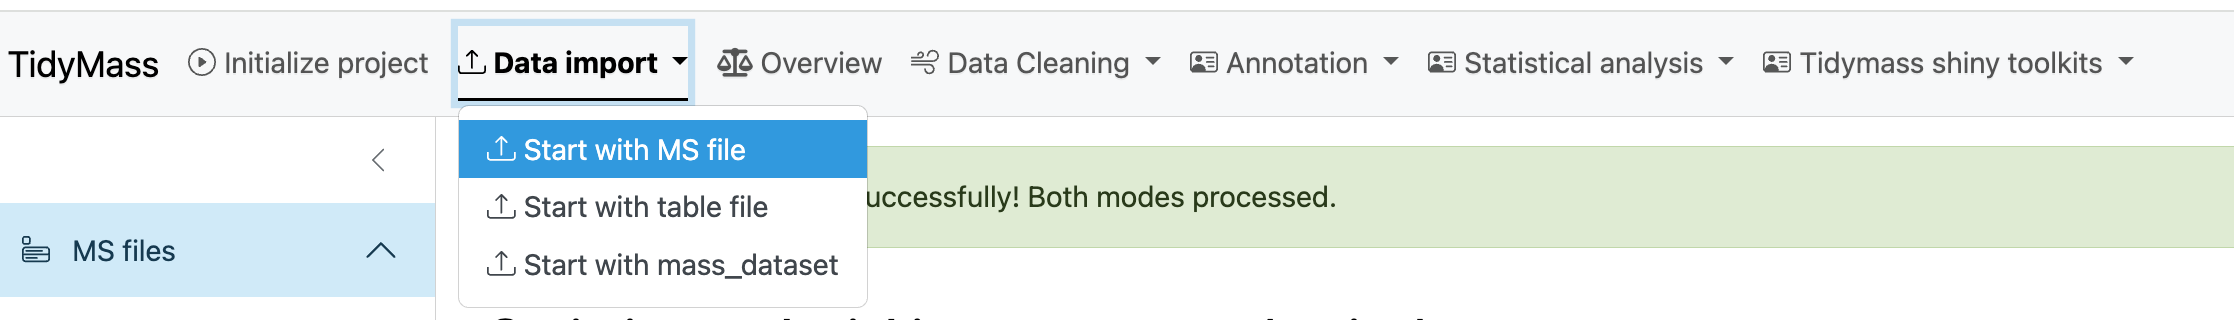 TidyMass Initialize project Data import Overview Data Cleaning Annotation Statistical analysis Tidymass shiny toolkits
Start with MS file
Start with table file
Start with mass_dataset
uccessfully! Both modes processed.
MS files